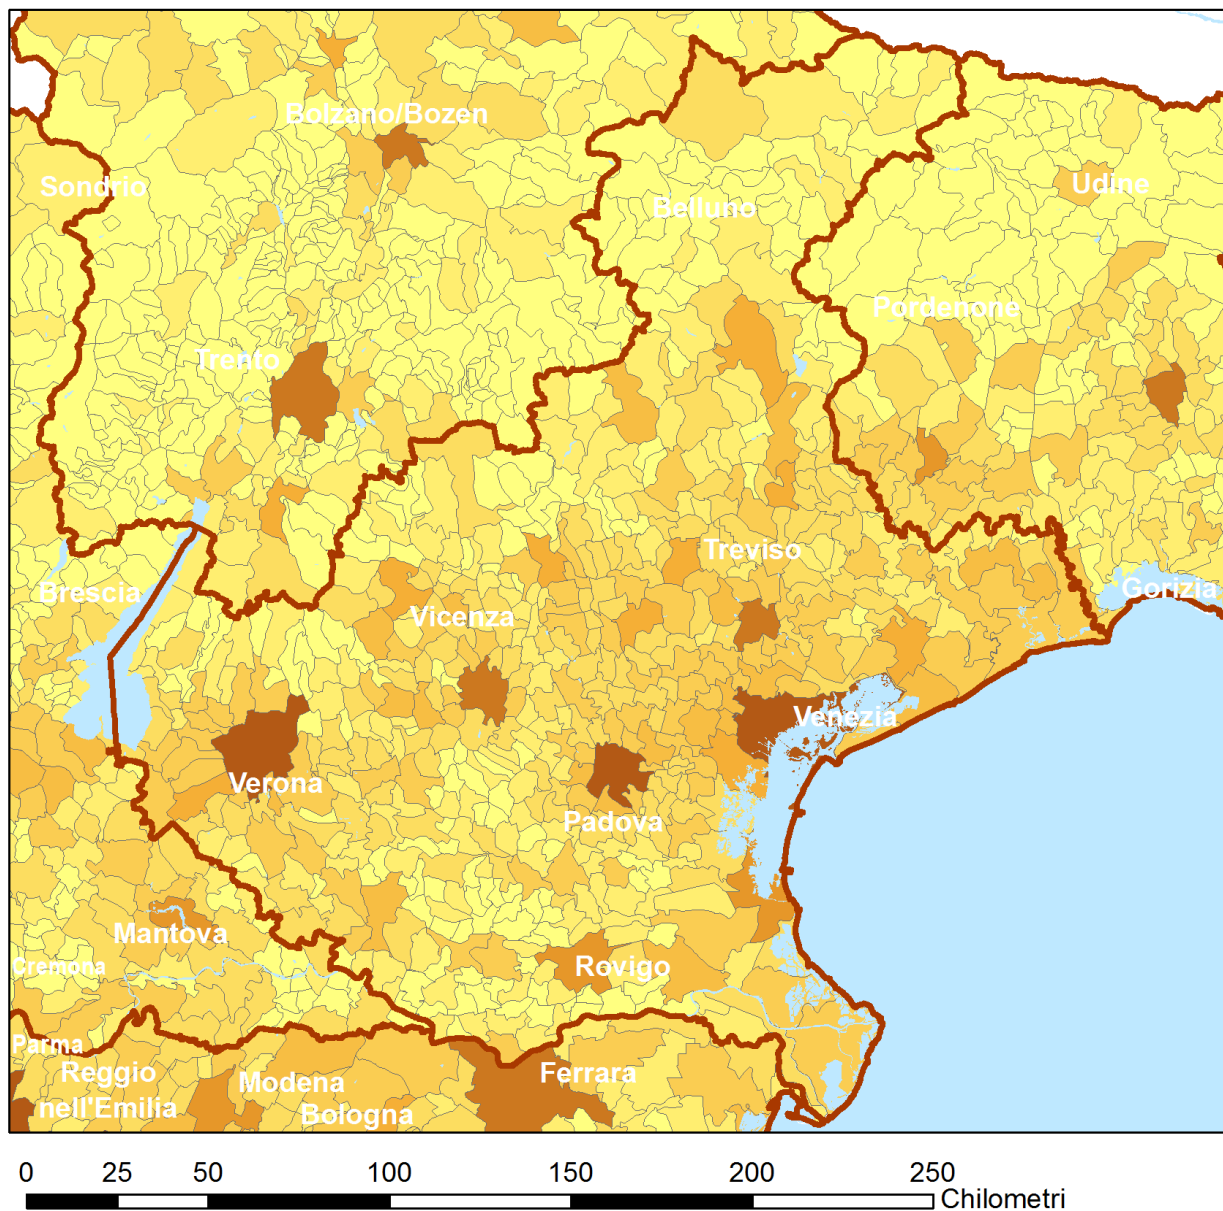 Bolzano/Bozen
Sondrio
Udine
Belluno
Pordenone
Trento
Treviso
Brescia
Gorizia
Vicenza
Venezia
Verona
Padova
Mantova
Cremona
Rovigo
Parma
Reggio
nell'Emilia
Modena
Ferrara
Bologna
0 25 50 100 150 200 250
Chilometri